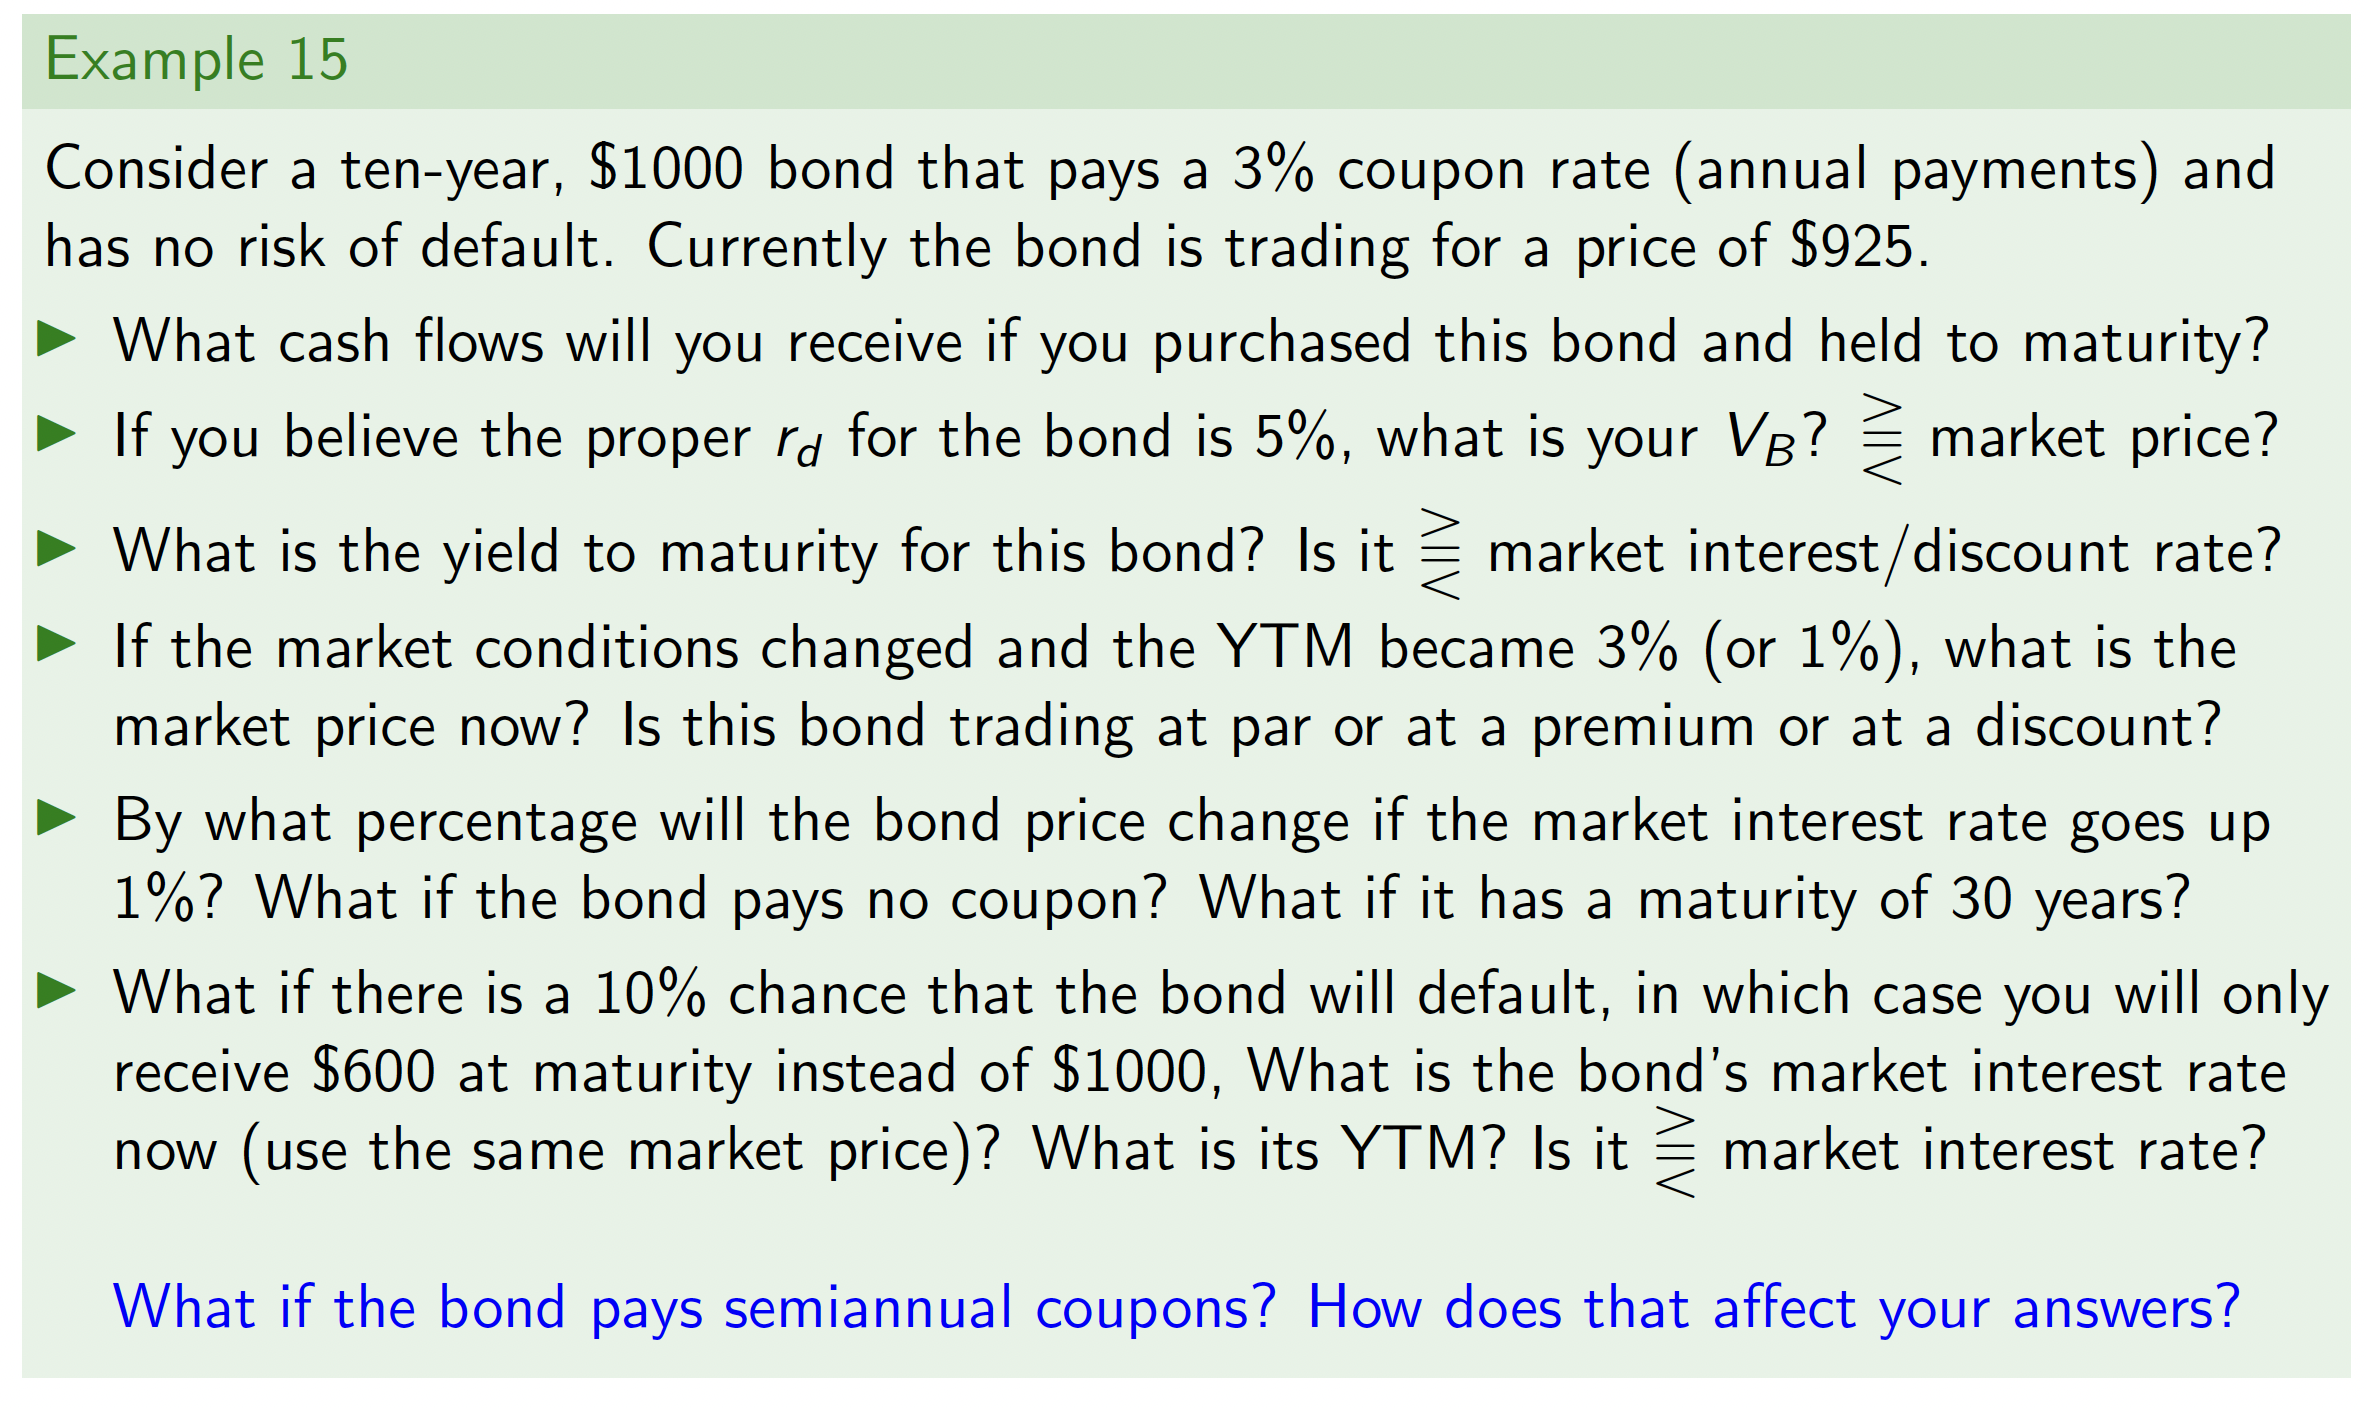 Example 15
Consider a ten-year, $1000 bond that pays a 3% coupon rate (annual payments) and
has no risk of default. Currently the bond is trading for a price of $925.
▶ What cash flows will you receive if you purchased this bond and held to maturity?
▶ If you believe the proper r_d for the bond is 5%, what is your V_B? ⪌ market price?
▶ What is the yield to maturity for this bond? Is it ⪌ market interest/discount rate?
▶ If the market conditions changed and the YTM became 3% (or 1%), what is the
market price now? Is this bond trading at par or at a premium or at a discount?
▶ By what percentage will the bond price change if the market interest rate goes up
1%? What if the bond pays no coupon? What if it has a maturity of 30 years?
▶ What if there is a 10% chance that the bond will default, in which case you will only
receive $600 at maturity instead of $1000, What is the bond's market interest rate
now (use the same market price)? What is its YTM? Is it ⪌ market interest rate?
What if the bond pays semiannual coupons? How does that affect your answers?